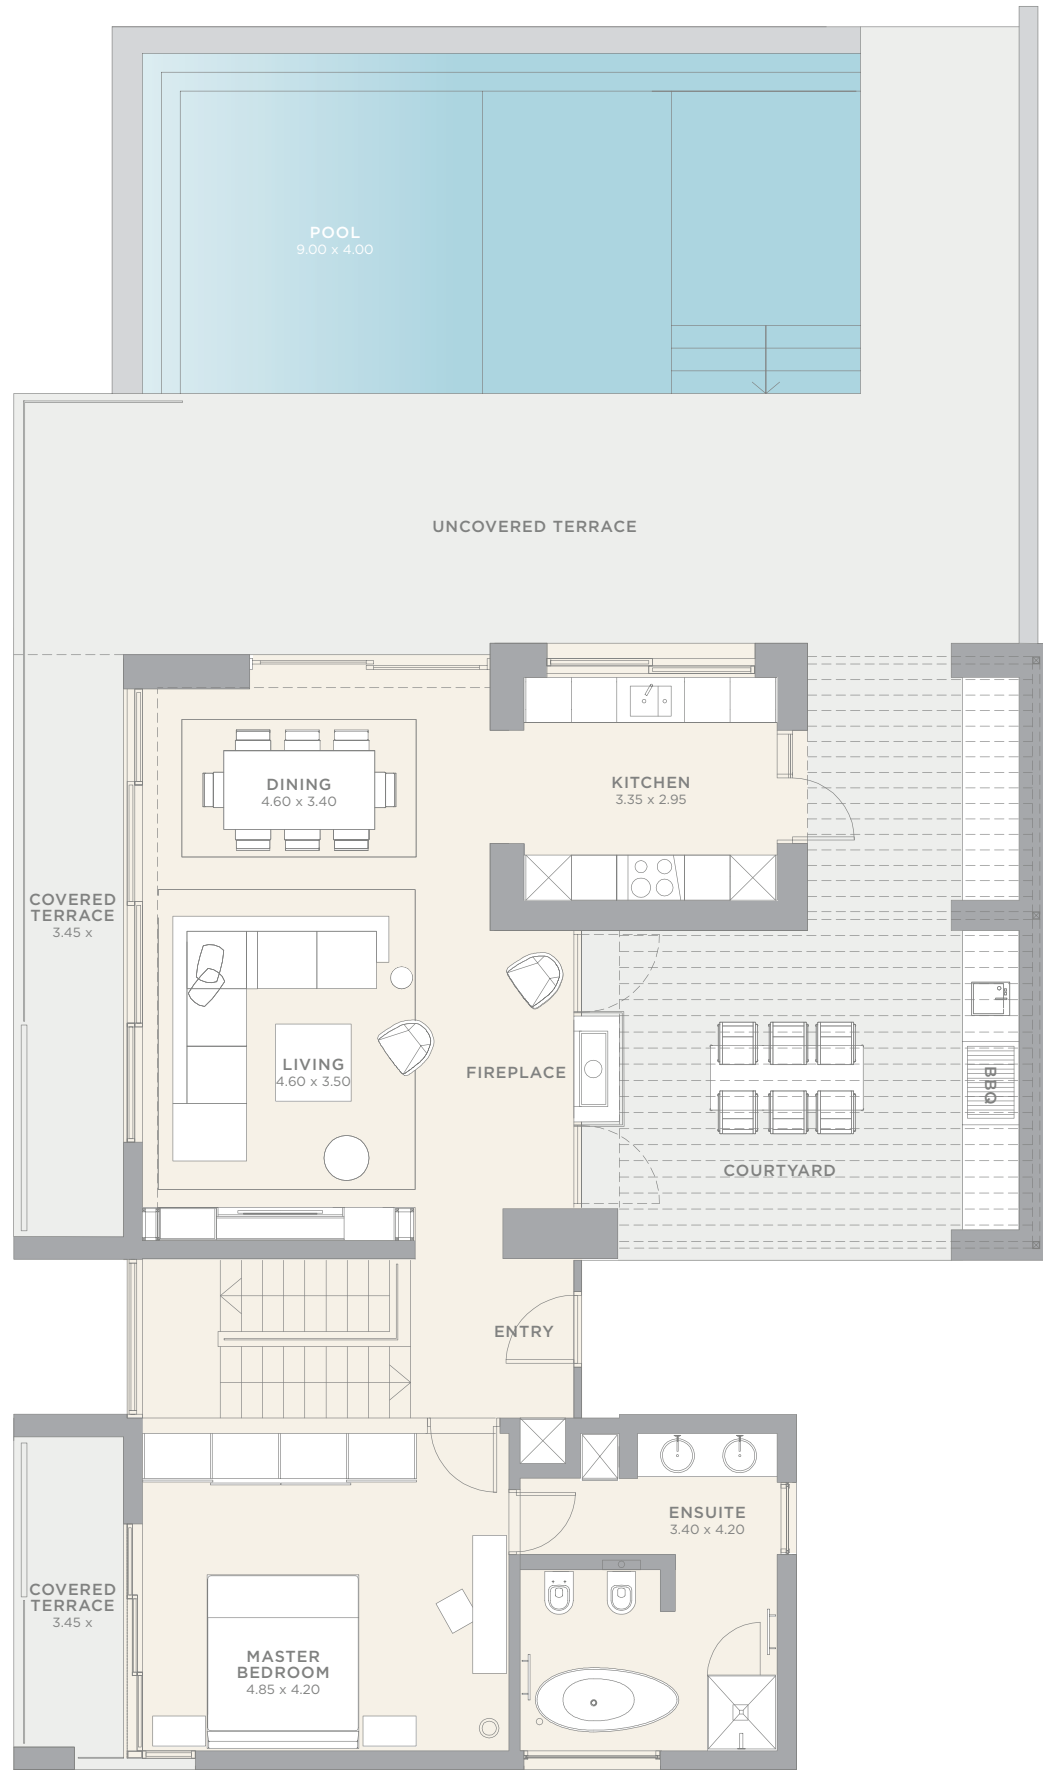 POOL
9.00 x 4.00
UNCOVERED TERRACE
DINING
4.60 x 3.40
KITCHEN
3.35 x 2.95
COVERED
TERRACE
3.45 x
LIVING
4.60 x 3.50
FIREPLACE
BBQ
COURTYARD
ENTRY
ENSUITE
3.40 x 4.20
COVERED
TERRACE
3.45 x
MASTER
BEDROOM
4.85 x 4.20